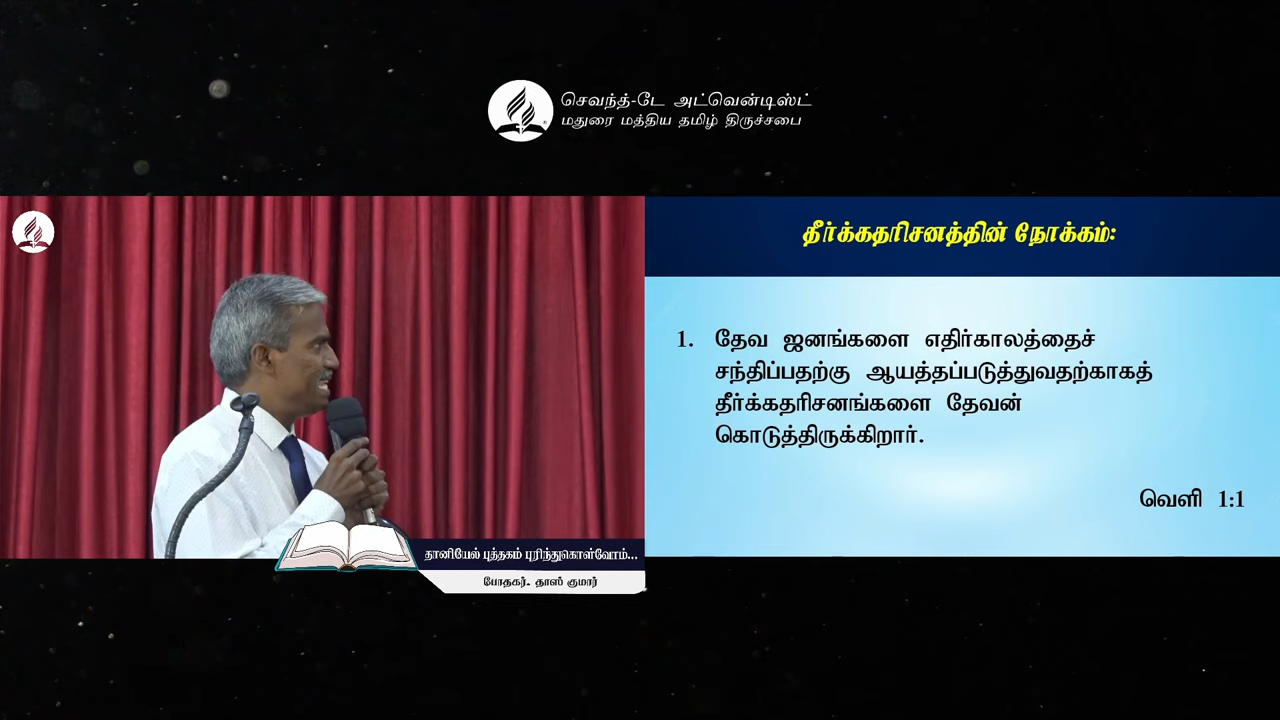 செவந்த்-டே அட்வென்டிஸ்ட்
மதுரை மத்திய தமிழ் திருச்சபை
தீர்க்கதரிசனத்தின் நோக்கம்:
1. தேவ ஜனங்களை எதிர்காலத்தைச்
சந்திப்பதற்கு ஆயத்தப்படுத்துவதற்காகத்
தீர்க்கதரிசனங்களை தேவன்
கொடுத்திருக்கிறார்.
வெளி 1:1
தானியேல் புத்தகம் புரிந்துகொள்வோம்...
போதகர்- தாஸ் குமார்